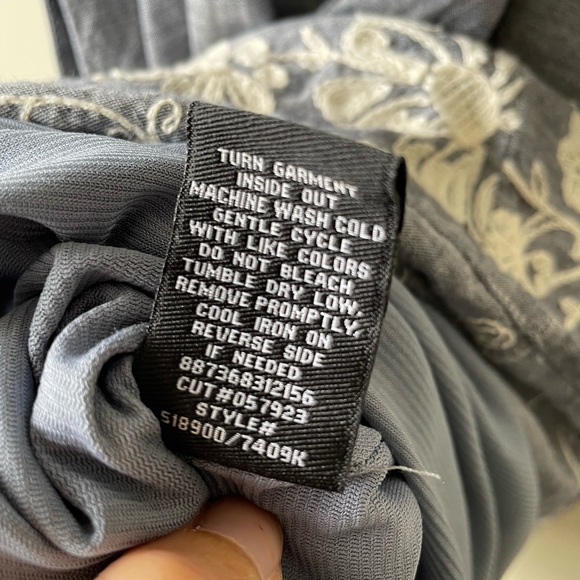 TURN GARMENT
INSIDE OUT
MACHINE WASH COLD
GENTLE CYCLE
WITH LIKE COLORS
DO NOT BLEACH
TUMBLE DRY LOW,
REMOVE PROMPTLY,
COOL IRON ON
REVERSE SIDE
IF NEEDED
887368312156
CUT#057923
STYLE#
S18900/7409K